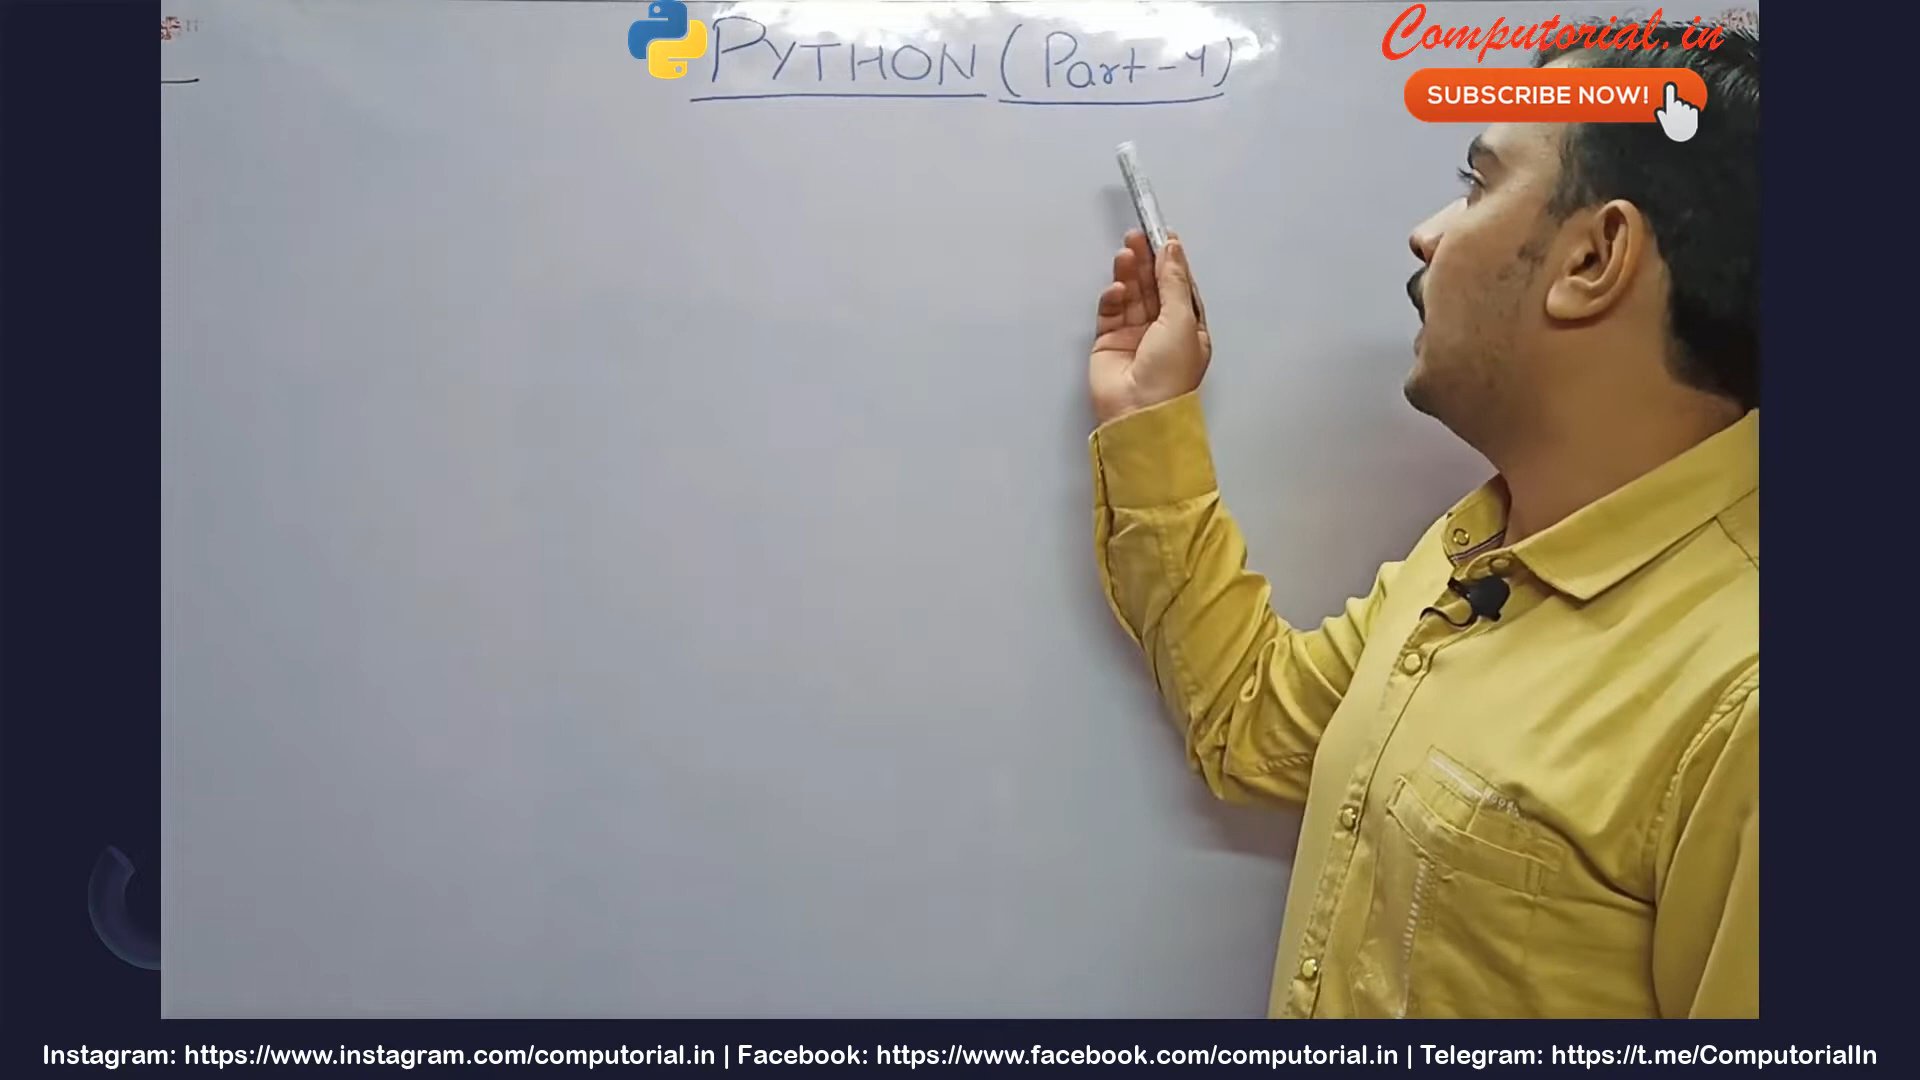 Computorial.in
PYTHON (Part-4)
SUBSCRIBE NOW!
Instagram: https://www.instagram.com/computorial.in | Facebook: https://www.facebook.com/computorial.in | Telegram: https://t.me/ComputorialIn